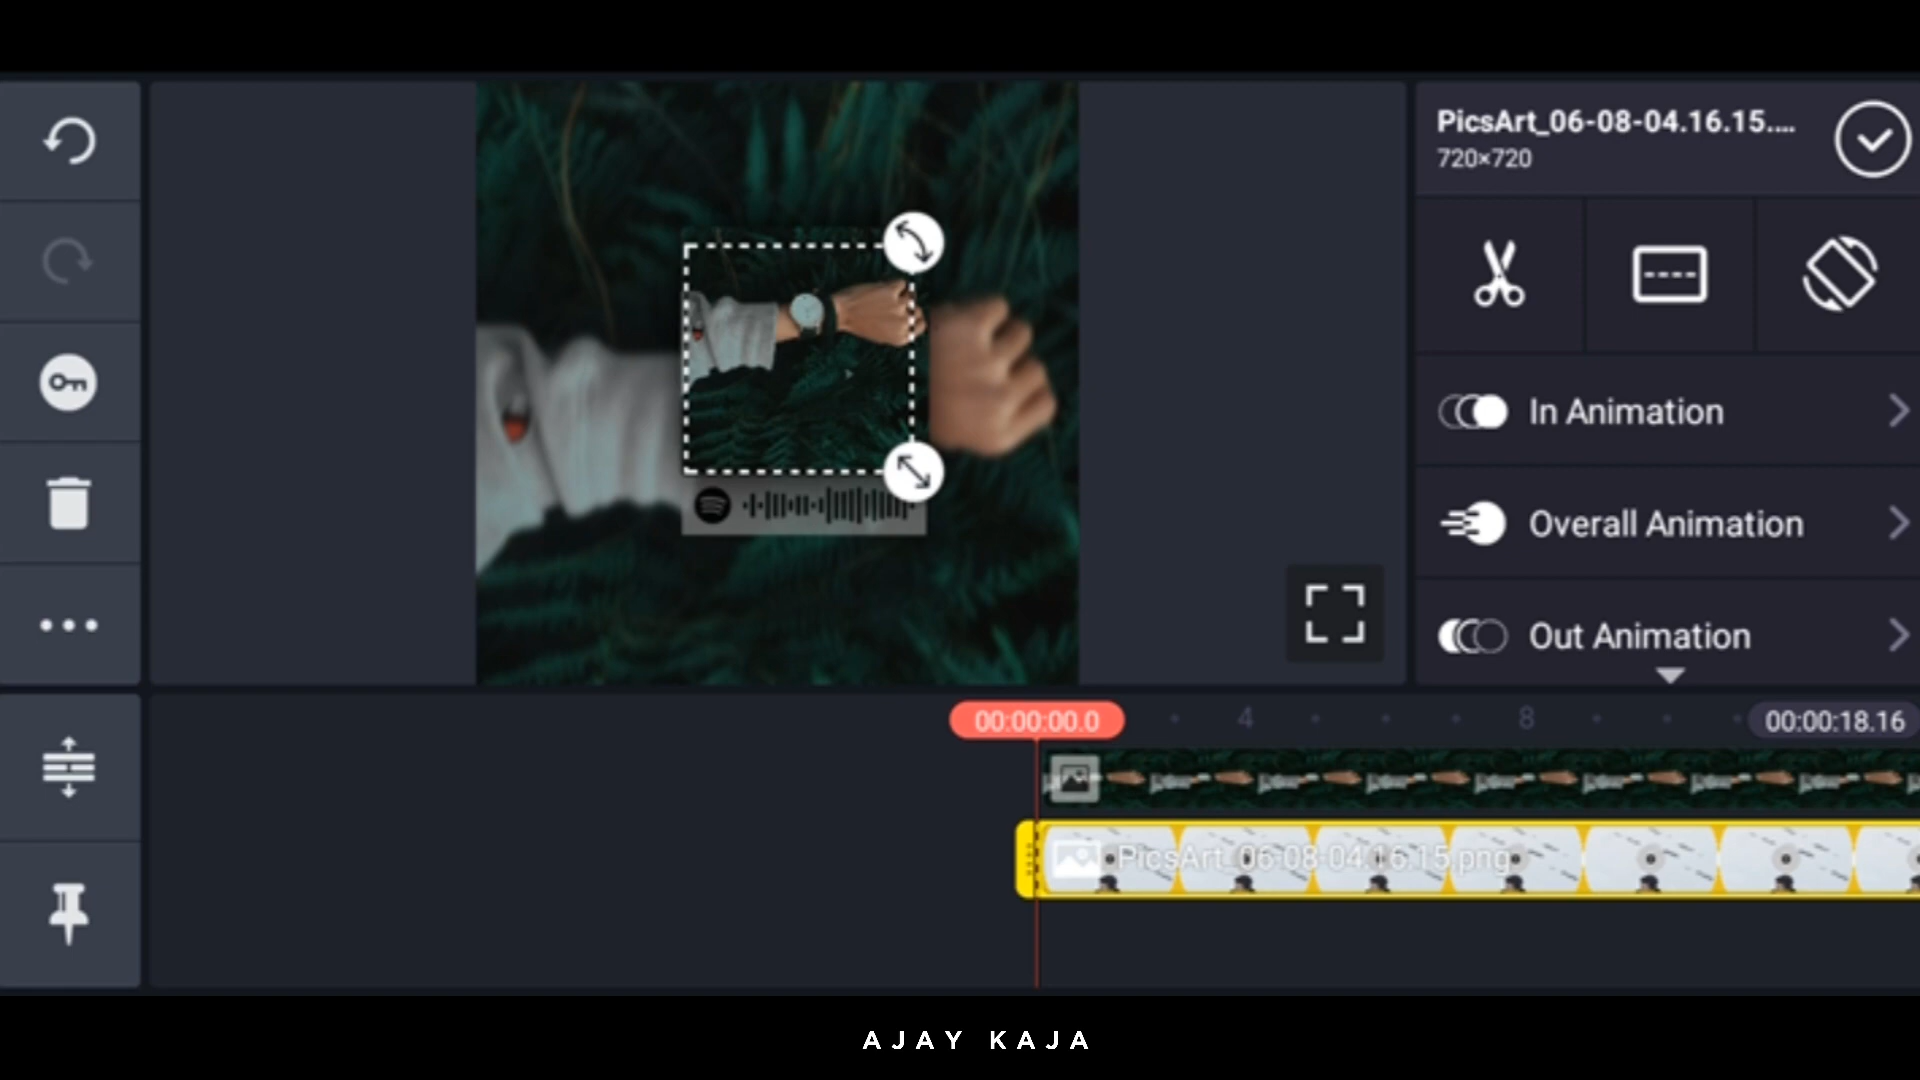 PicsArt_06-08-04.16.15....
720×720
In Animation
Overall Animation
Out Animation
00:00:00.0
4
8
00:00:18.16
PicsArt_06-08-04.16.15.png
AJAY KAJA